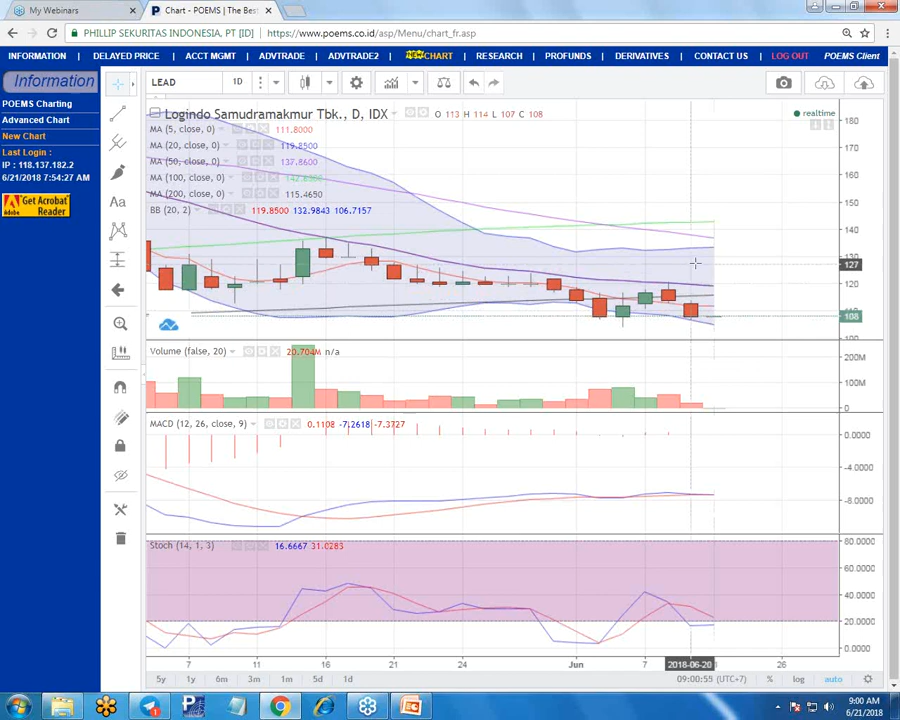 My Webinars
Chart - POEMS | The Bes
PHILLIP SEKURITAS INDONESIA. PT [ID]
https://www.poems.co.id/asp/Menu/chart_fr.asp
INFORMATION
DELAYED PRICE
ACCT MGMT
ADVTRADE
ADVTRADE2
NEWCHART
RESEARCH
PROFUNDS
DERIVATIVES
CONTACT US
LOG OUT
POEMS Client
Information
POEMS Charting
Advanced Chart
New Chart
Last Login :
IP : 118.137.182.2
6/21/2018 7:54:27 AM
Get Acrobat
Reader
Adobe
LEAD
1D
Logindo Samudramakmur Tbk., D, IDX
O 113 H 114 L 107 C 108
realtime
MA (5, close, 0) 111.8000
MA (20, close, 0) 119.8500
MA (50, close, 0) 137.8600
MA (100, close, 0)
MA (200, close, 0) 115.4650
BB (20, 2) 119.8500 132.9843 106.7157
180
170
160
150
140
130
127
120
108
100
Volume (false, 20) 20.704M n/a
200M
100M
0
MACD (12, 26, close, 9) 0.1108 -7.2618 -7.3727
0.0000
-4.0000
-8.0000
Stoch (14, 1, 3) 16.6667 31.0283
80.0000
60.0000
40.0000
20.0000
0.0000
7
11
16
21
24
Jun
7
2018-06-20
26
5y
1y
6m
3m
1m
5d
1d
09:00:55 (UTC+7)
%
log
auto
Aa
9:00 AM
6/21/2018